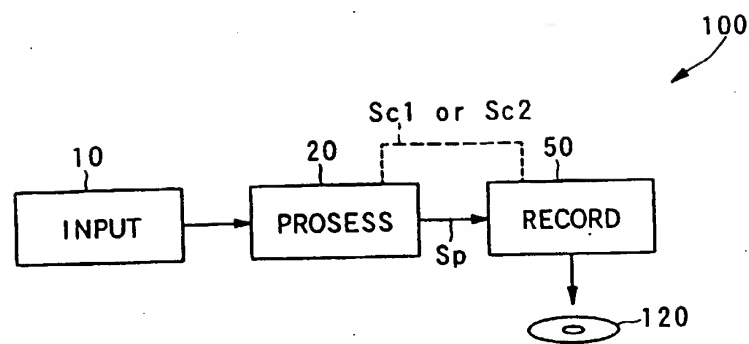 100
Sc1 or Sc2
10
20
50
INPUT
PROSESS
RECORD
Sp
120